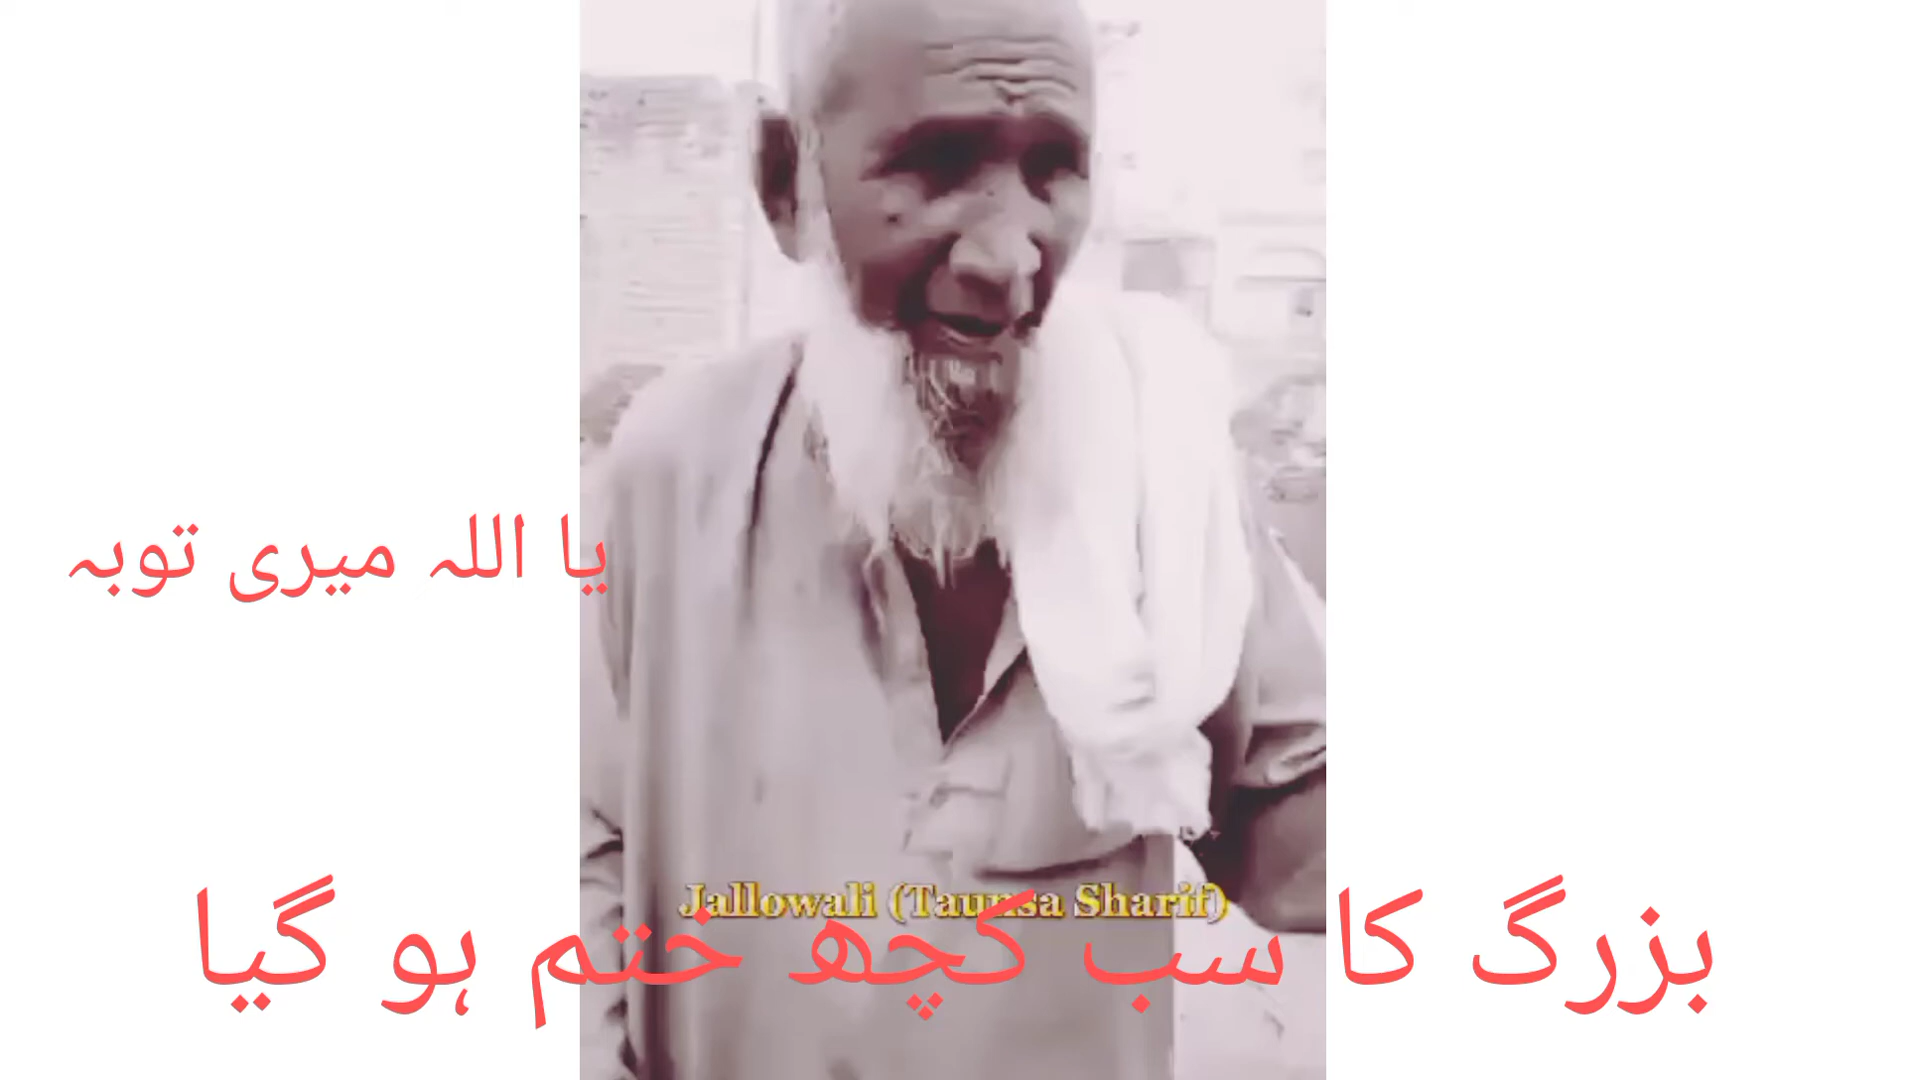 یا اللہ میری توبہ
Jallowali (Taunsa Sharif)
بزرگ کا سب کچھ ختم ہو گیا